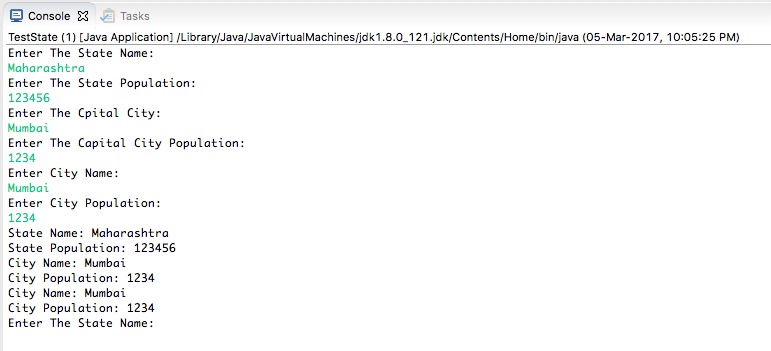 Console Tasks
TestState (1) [Java Application] /Library/Java/JavaVirtualMachines/jdk1.8.0_121.jdk/Contents/Home/bin/java (05-Mar-2017, 10:05:25 PM)
Enter The State Name:
Maharashtra
Enter The State Population:
123456
Enter The Cpital City:
Mumbai
Enter The Capital City Population:
1234
Enter City Name:
Mumbai
Enter City Population:
1234
State Name: Maharashtra
State Population: 123456
City Name: Mumbai
City Population: 1234
City Name: Mumbai
City Population: 1234
Enter The State Name: